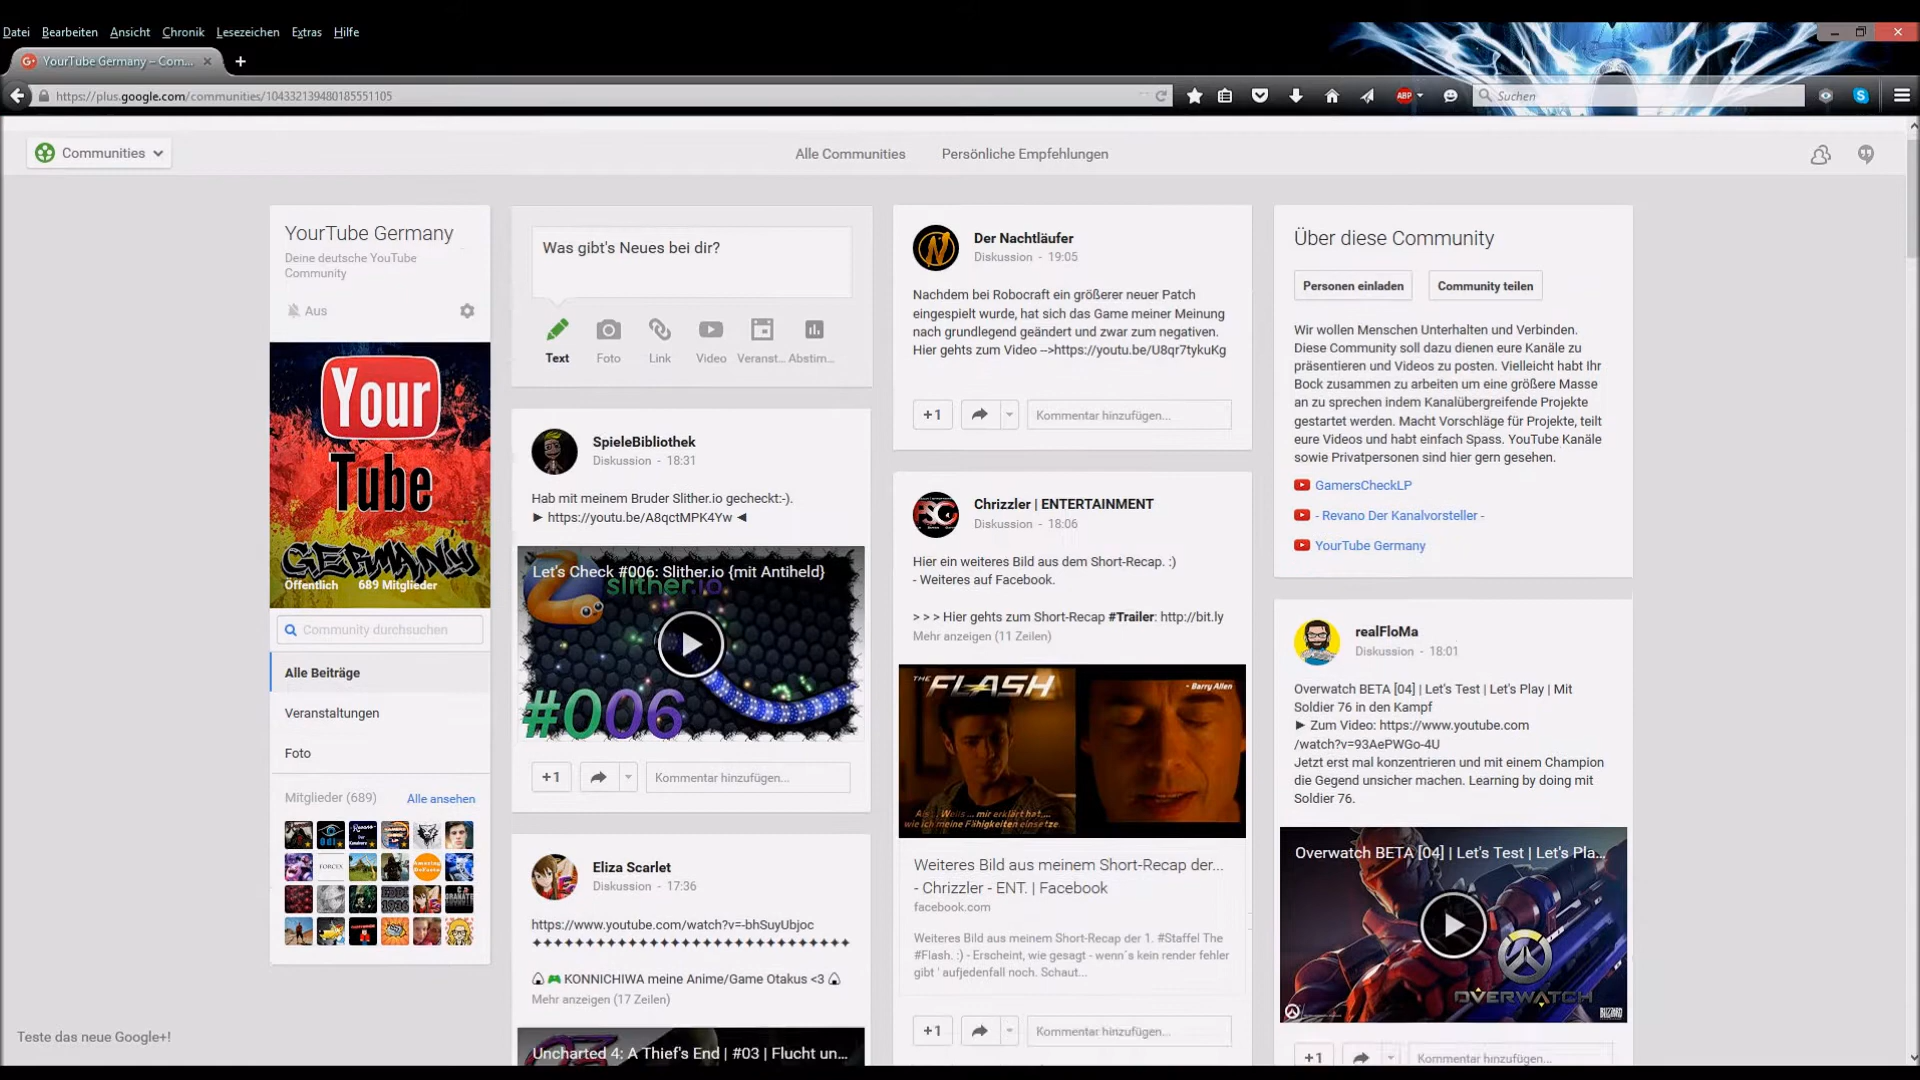 Datei Bearbeiten Ansicht Chronik Lesezeichen Extras Hilfe
YourTube Germany – Com...
https://plus.google.com/communities/104332139480185551105
ABP
Suchen
Communities
Alle Communities
Persönliche Empfehlungen
YourTube Germany
Deine deutsche YouTube
Community
Aus
Your
Tube
GERMANY
Öffentlich 689 Mitglieder
Community durchsuchen
Alle Beiträge
Veranstaltungen
Foto
Mitglieder (689) Alle ansehen
Teste das neue Google+!
Was gibt's Neues bei dir?
Text Foto Link Video Veranst... Abstim...
SpieleBibliothek
Diskussion - 18:31
Hab mit meinem Bruder Slither.io gecheckt:-).
► https://youtu.be/A8qctMPK4Yw ◄
Let's Check #006: Slither.io {mit Antiheld}
slither.io
#006
+1
Kommentar hinzufügen...
Eliza Scarlet
Diskussion - 17:36
https://www.youtube.com/watch?v=-bhSuyUbjoc
KONNICHIWA meine Anime/Game Otakus <3
Mehr anzeigen (17 Zeilen)
Uncharted 4: A Thief's End | #03 | Flucht un...
Der Nachtläufer
Diskussion - 19:05
Nachdem bei Robocraft ein größerer neuer Patch
eingespielt wurde, hat sich das Game meiner Meinung
nach grundlegend geändert und zwar zum negativen.
Hier gehts zum Video -->https://youtu.be/U8qr7tykuKg
+1
Kommentar hinzufügen...
Chrizzler | ENTERTAINMENT
Diskussion - 18:06
Hier ein weiteres Bild aus dem Short-Recap. :)
- Weiteres auf Facebook.
> > > Hier gehts zum Short-Recap #Trailer: http://bit.ly
Mehr anzeigen (11 Zeilen)
THE FLASH
- Barry Allen
Als ... Wells ... mir erklärt hat,...
wie ich meine Fähigkeiten einsetze.
Weiteres Bild aus meinem Short-Recap der...
- Chrizzler - ENT. | Facebook
facebook.com
Weiteres Bild aus meinem Short-Recap der 1. #Staffel The
#Flash. :) - Erscheint, wie gesagt - wenn´s kein render fehler
gibt ' aufjedenfall noch. Schaut...
+1
Kommentar hinzufügen...
Über diese Community
Personen einladen
Community teilen
Wir wollen Menschen Unterhalten und Verbinden.
Diese Community soll dazu dienen eure Kanäle zu
präsentieren und Videos zu posten. Vielleicht habt Ihr
Bock zusammen zu arbeiten um eine größere Masse
an zu sprechen indem Kanalübergreifende Projekte
gestartet werden. Macht Vorschläge für Projekte, teilt
eure Videos und habt einfach Spass. YouTube Kanäle
sowie Privatpersonen sind hier gern gesehen.
GamersCheckLP
- Revano Der Kanalvorsteller -
YourTube Germany
realFloMa
Diskussion - 18:01
Overwatch BETA [04] | Let's Test | Let's Play | Mit
Soldier 76 in den Kampf
► Zum Video: https://www.youtube.com
/watch?v=93AePWGo-4U
Jetzt erst mal konzentrieren und mit einem Champion
die Gegend unsicher machen. Learning by doing mit
Soldier 76.
Overwatch BETA [04] | Let's Test | Let's Pla...
OVERWATCH
+1
Kommentar hinzufügen...